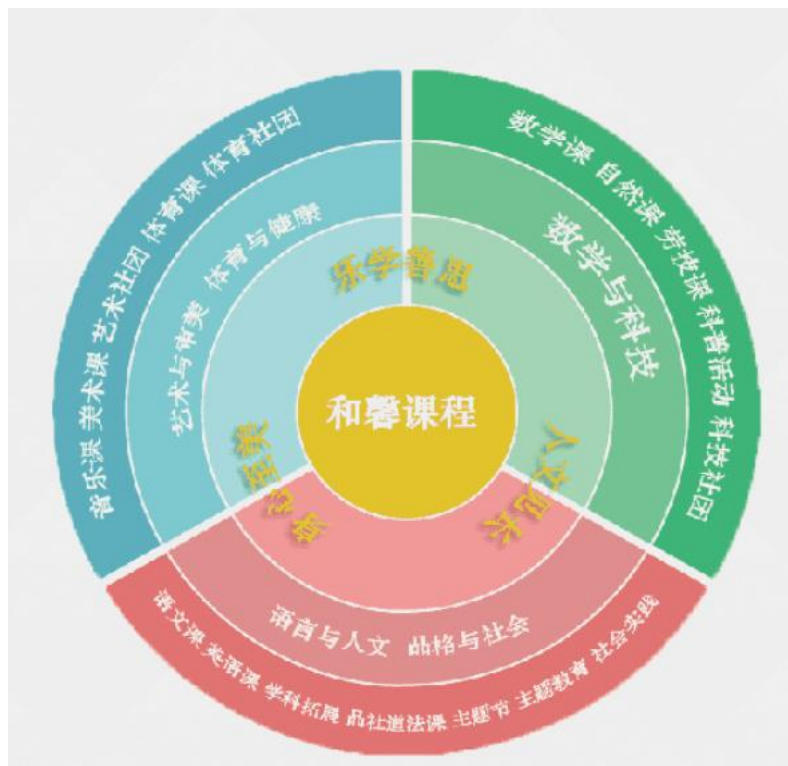 和馨课程
乐学善思
人文见长
身心至美
数学与科技
数学课 自然课 劳技课 科普活动 科技社团
语言与人文 品格与社会
语文课 英语课 学科拓展 品社道法课 主题节 主题教育 社会实践
艺术与审美 体育与健康
音乐课 美术课 艺术社团 体育课 体育社团